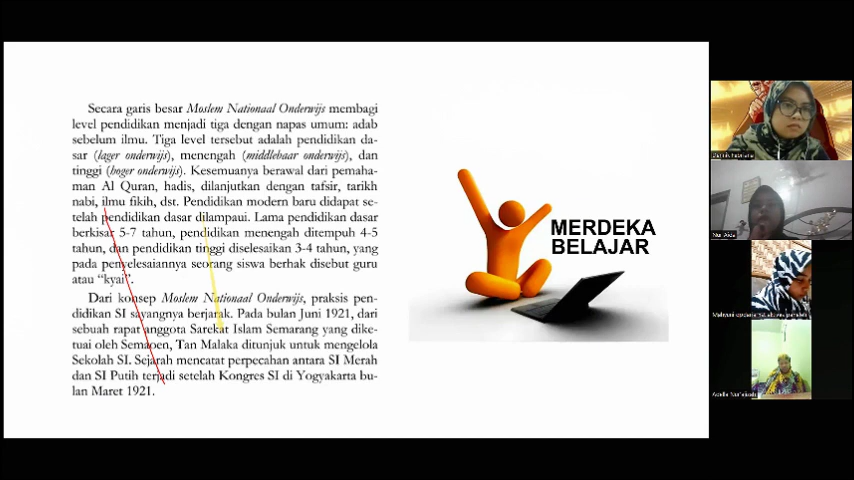 Secara garis besar Moslem Nationaal Onderwijs membagi
level pendidikan menjadi tiga dengan napas umum: adab
sebelum ilmu. Tiga level tersebut adalah pendidikan da-
sar (lager onderwijs), menengah (middlebaar onderwijs), dan
tinggi (hoger onderwijs). Kesemuanya berawal dari pemaha-
man Al Quran, hadis, dilanjutkan dengan tafsir, tarikh
nabi, ilmu fikih, dst. Pendidikan modern baru didapat se-
telah pendidikan dasar dilampaui. Lama pendidikan dasar
berkisar 5-7 tahun, pendidikan menengah ditempuh 4-5
tahun, dan pendidikan tinggi diselesaikan 3-4 tahun, yang
pada penyelesaiannya seorang siswa berhak disebut guru
atau “kyai”.
Dari konsep Moslem Nationaal Onderwijs, praksis pen-
didikan SI sayangnya berjarak. Pada bulan Juni 1921, dari
sebuah rapat anggota Sarekat Islam Semarang yang dike-
tuai oleh Semaoen, Tan Malaka ditunjuk untuk mengelola
Sekolah SI. Sejarah mencatat perpecahan antara SI Merah
dan SI Putih terjadi setelah Kongres SI di Yogyakarta bu-
lan Maret 1921.
MERDEKA
BELAJAR
Nur Aida